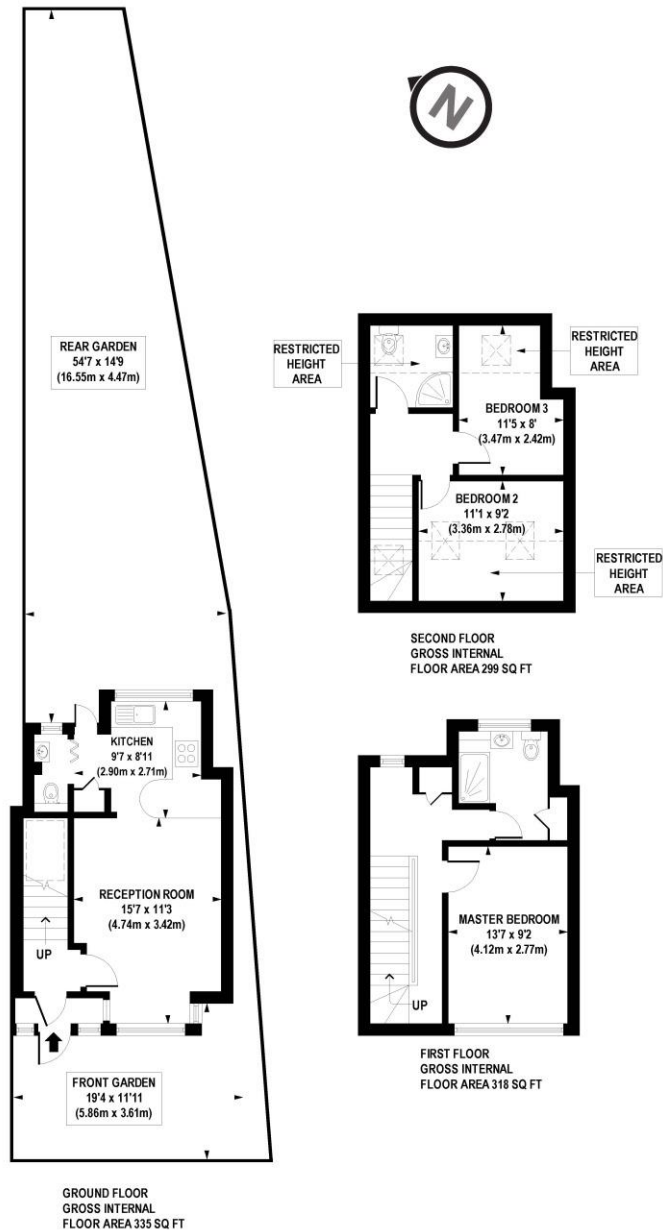 N
REAR GARDEN
54'7 x 14'9
(16.55m x 4.47m)
RESTRICTED
HEIGHT
AREA
RESTRICTED
HEIGHT
AREA
BEDROOM 3
11'5 x 8'
(3.47m x 2.42m)
BEDROOM 2
11'1 x 9'2
(3.36m x 2.78m)
RESTRICTED
HEIGHT
AREA
SECOND FLOOR
GROSS INTERNAL
FLOOR AREA 299 SQ FT
KITCHEN
9'7 x 8'11
(2.90m x 2.71m)
RECEPTION ROOM
15'7 x 11'3
(4.74m x 3.42m)
UP
MASTER BEDROOM
13'7 x 9'2
(4.12m x 2.77m)
UP
FIRST FLOOR
GROSS INTERNAL
FLOOR AREA 318 SQ FT
FRONT GARDEN
19'4 x 11'11
(5.86m x 3.61m)
GROUND FLOOR
GROSS INTERNAL
FLOOR AREA 335 SQ FT